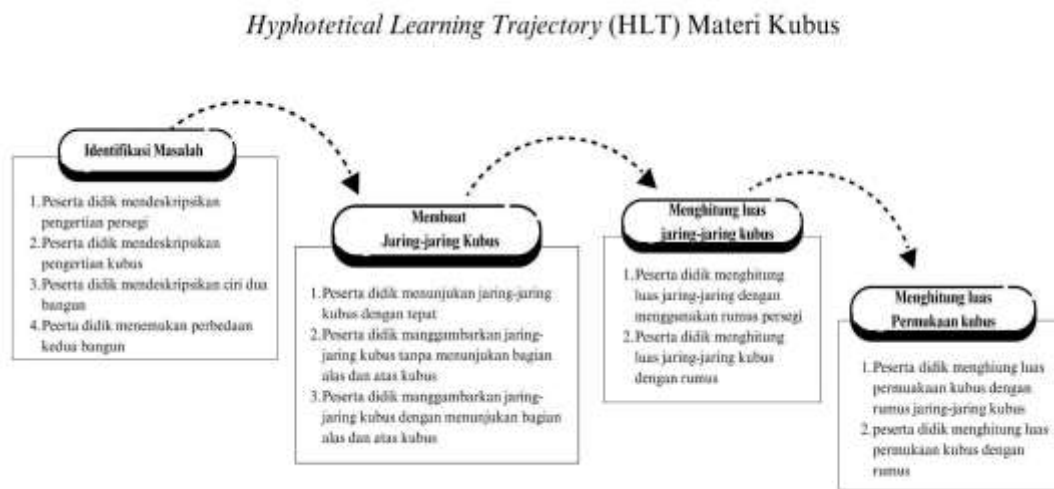 Hyphotetical Learning Trajectory (HLT) Materi Kubus
Identifikasi Masalah
1.Peserta didik mendeskripsikan
pengertian persegi
2.Peserta didik mendeskripsikan
pengertian kubus
3.Peserta didik mendeskripsikan ciri dua
bangun
4.Peerta didik menemukan perbedaan
kedua bangun
Membuat
Jaring-jaring Kubus
1.Peserta didik menunjukan jaring-jaring
kubus dengan tepat
2.Peserta didik manggambarkan jaring-
jaring kubus tanpa menunjukan bagian
alas dan atas kubus
3.Peserta didik manggambarkan jaring-
jaring kubus dengan menunjukan bagian
alas dan atas kubus
Menghitung luas
jaring-jaring kubus
1.Peserta didik menghitung
luas jaring-jaring dengan
menggunakan rumus persegi
2.Peserta didik menghitung
luas jaring-jaring kubus
dengan rumus
Menghitung luas
Permukaan kubus
1.Peserta didik menghiung luas
permuakaan kubus dengan
rumus jaring-jaring kubus
2.peserta didik menghitung luas
permukaan kubus dengan
rumus